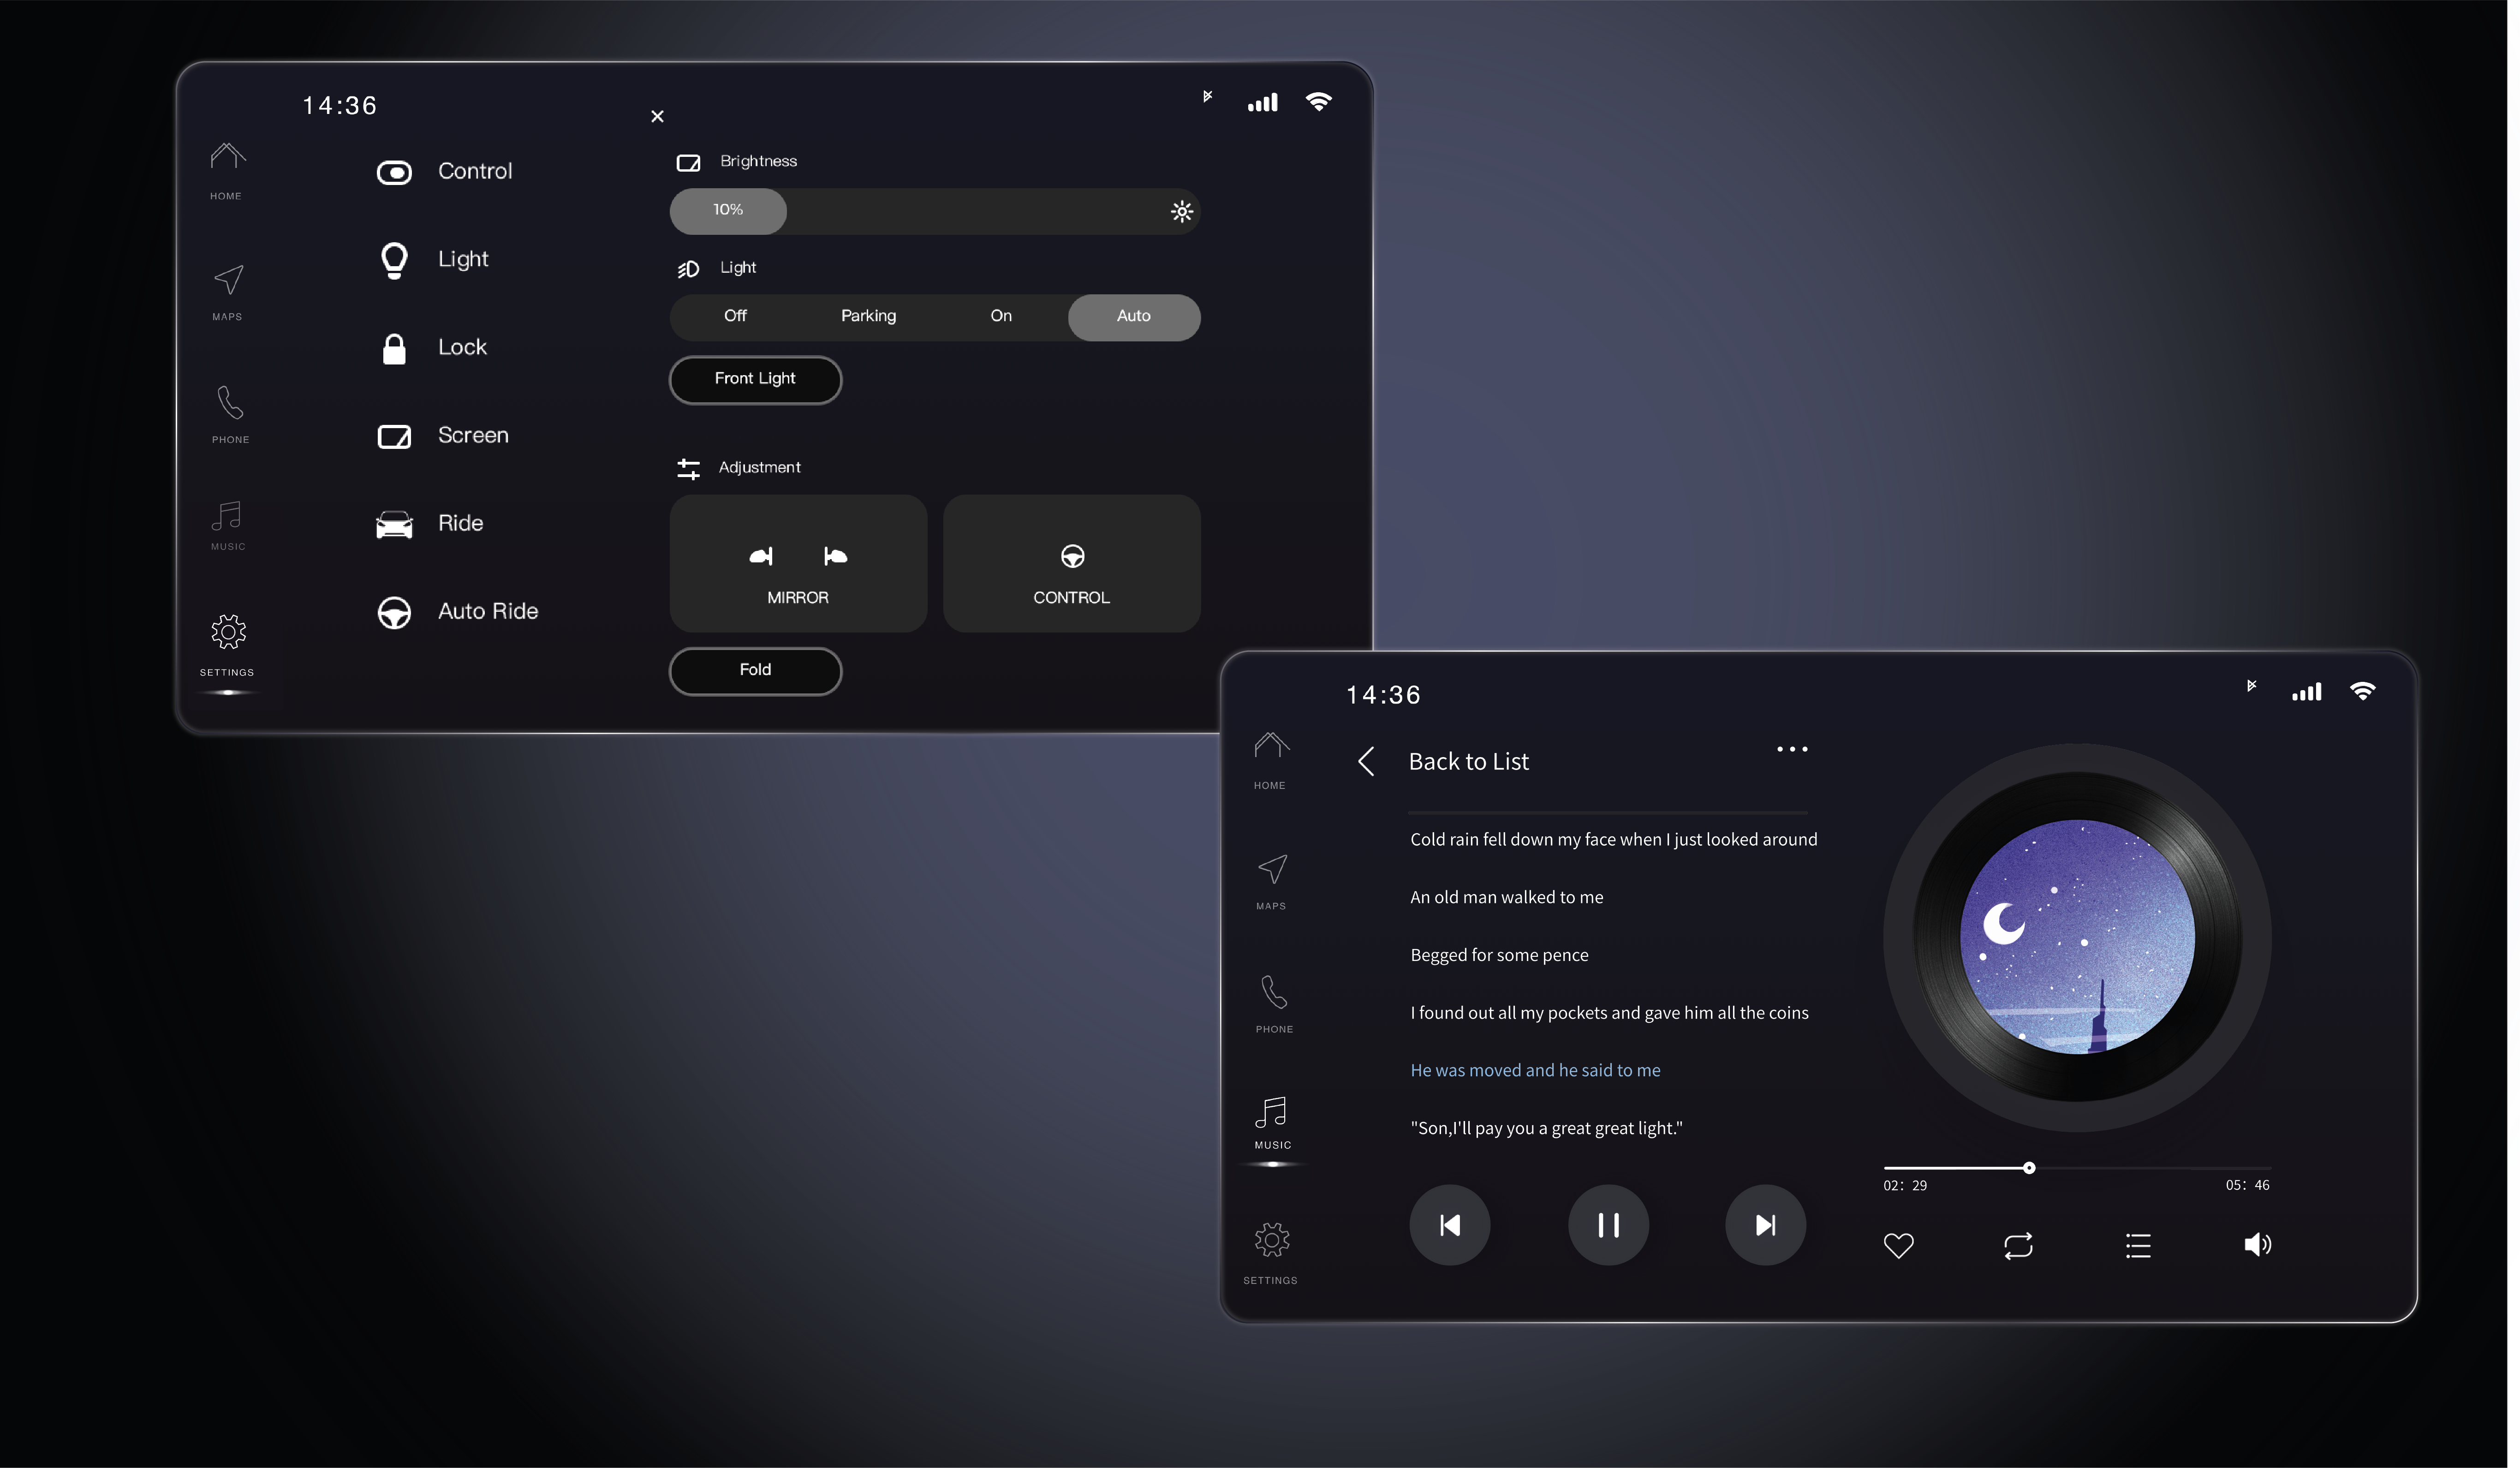 14:36
HOME
MAPS
PHONE
MUSIC
SETTINGS
Control
Light
Lock
Screen
Ride
Auto Ride
Brightness
10%
Light
Off Parking On Auto
Front Light
Adjustment
MIRROR CONTROL
Fold
14:36
HOME
MAPS
PHONE
MUSIC
SETTINGS
Back to List
Cold rain fell down my face when I just looked around
An old man walked to me
Begged for some pence
I found out all my pockets and gave him all the coins
He was moved and he said to me
"Son,I'll pay you a great great light."
02: 29 05: 46